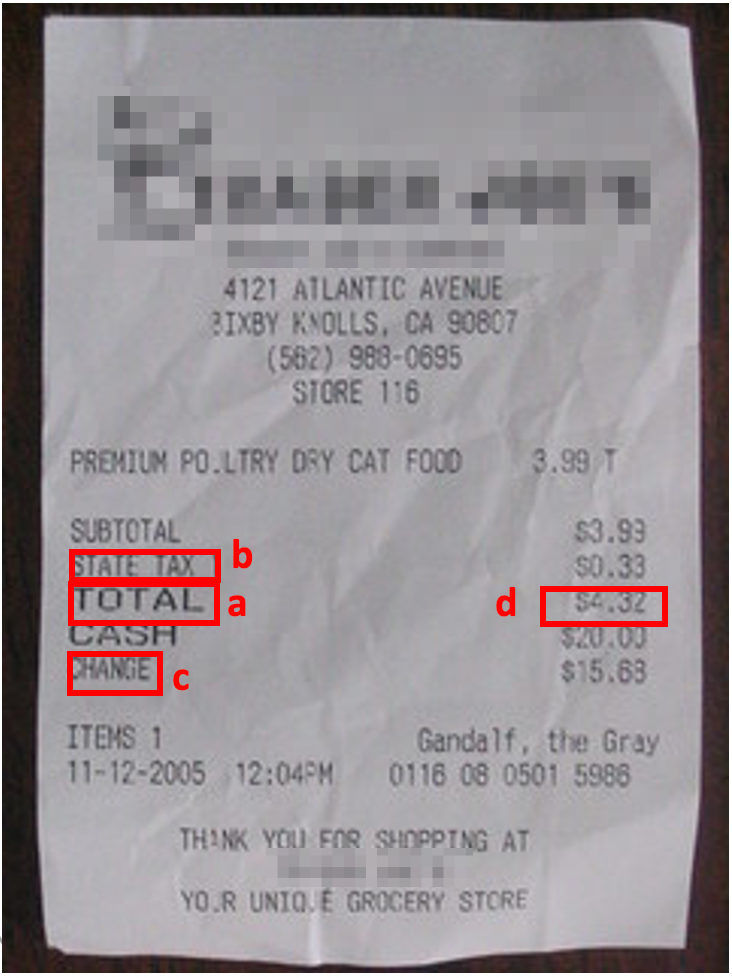 4121 ATLANTIC AVENUE
BIXBY KNOLLS, CA 90807
(562) 988-0695
STORE 116
PREMIUM POULTRY DRY CAT FOOD 3.99 T
SUBTOTAL $3.99
STATE TAX b $0.33
TOTAL a d $4.32
CASH $20.00
CHANGE c $15.68
ITEMS 1 Gandalf, the Gray
11-12-2005 12:04PM 0116 08 0501 5986
THANK YOU FOR SHOPPING AT
YOUR UNIQUE GROCERY STORE